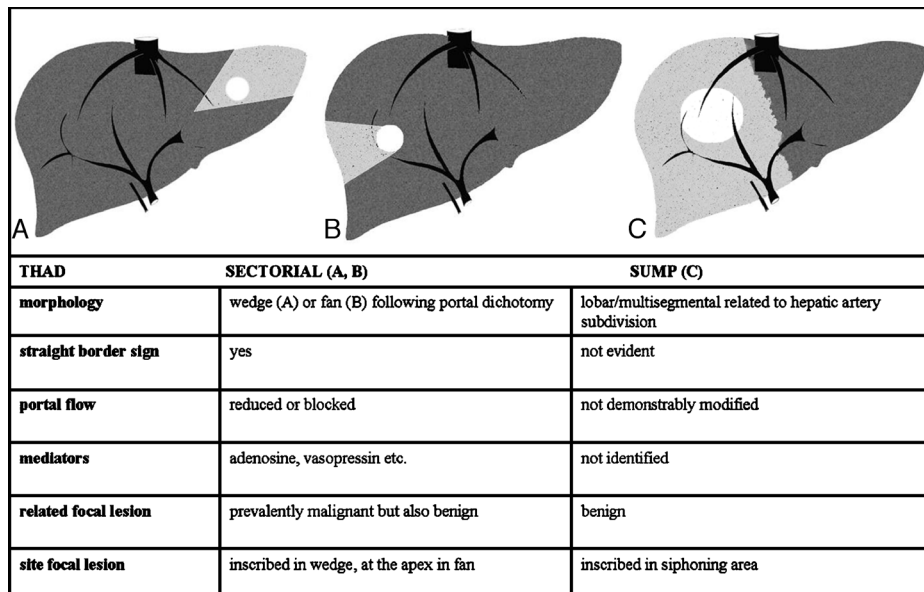 A
B
C
THAD SECTORIAL (A, B) SUMP (C)
morphology wedge (A) or fan (B) following portal dichotomy lobar/multisegmental related to hepatic artery
subdivision
straight border sign yes not evident
portal flow reduced or blocked not demonstrably modified
mediators adenosine, vasopressin etc. not identified
related focal lesion prevalently malignant but also benign benign
site focal lesion inscribed in wedge, at the apex in fan inscribed in siphoning area